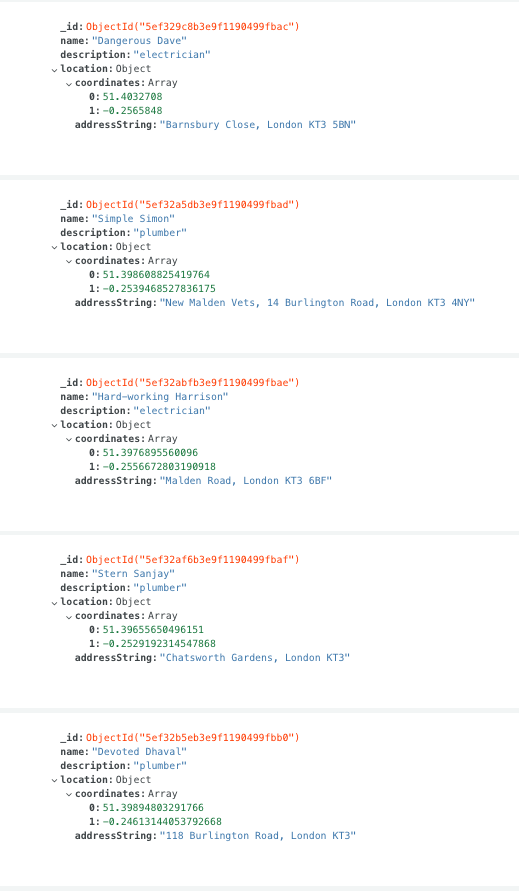 _id: ObjectId("5ef329c8b3e9f1190499fbac")
name: "Dangerous Dave"
description: "electrician"
location: Object
coordinates: Array
0: 51.4032708
1: -0.2565848
addressString: "Barnsbury Close, London KT3 5BN"
_id: ObjectId("5ef32a5db3e9f1190499fbad")
name: "Simple Simon"
description: "plumber"
location: Object
coordinates: Array
0: 51.398608825419764
1: -0.2539468527836175
addressString: "New Malden Vets, 14 Burlington Road, London KT3 4NY"
_id: ObjectId("5ef32abfb3e9f1190499fbae")
name: "Hard-working Harrison"
description: "electrician"
location: Object
coordinates: Array
0: 51.3976895560096
1: -0.2556672803190918
addressString: "Malden Road, London KT3 6BF"
_id: ObjectId("5ef32af6b3e9f1190499fbaf")
name: "Stern Sanjay"
description: "plumber"
location: Object
coordinates: Array
0: 51.39655650496151
1: -0.2529192314547868
addressString: "Chatsworth Gardens, London KT3"
_id: ObjectId("5ef32b5eb3e9f1190499fbb0")
name: "Devoted Dhaval"
description: "plumber"
location: Object
coordinates: Array
0: 51.39894803291766
1: -0.24613144053792668
addressString: "118 Burlington Road, London KT3"